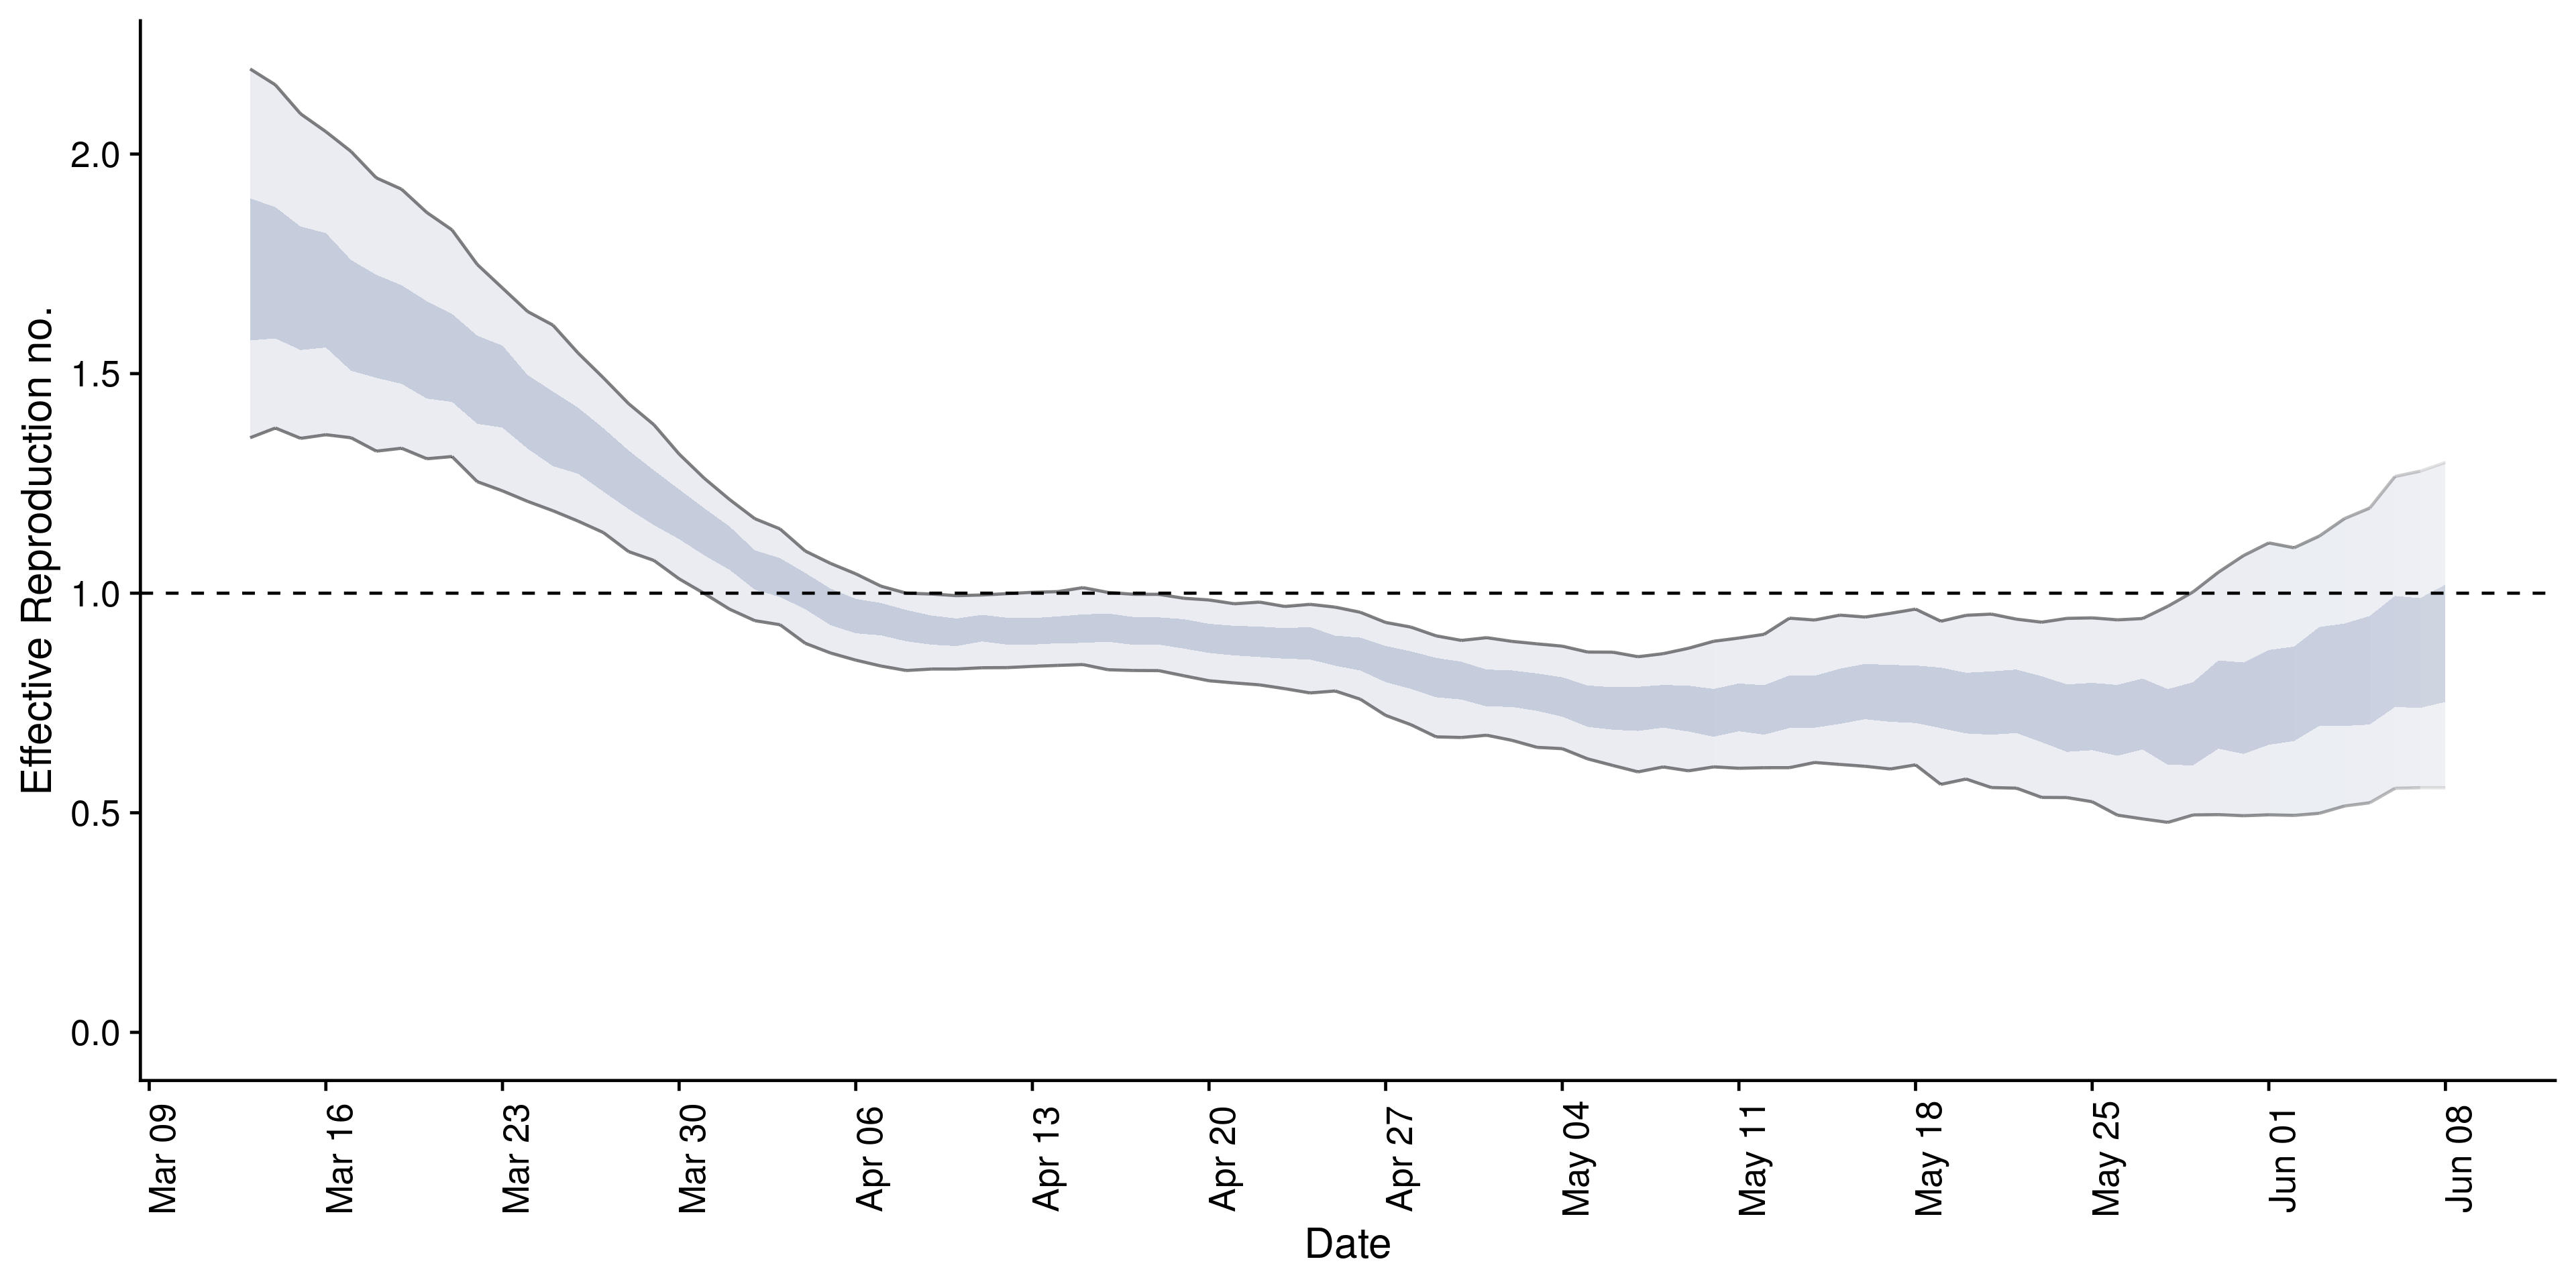 Effective Reproduction no.
2.0
1.5
1.0
0.5
0.0
Mar 09
Mar 16
Mar 23
Mar 30
Apr 06
Apr 13
Apr 20
Apr 27
May 04
May 11
May 18
May 25
Jun 01
Jun 08
Date